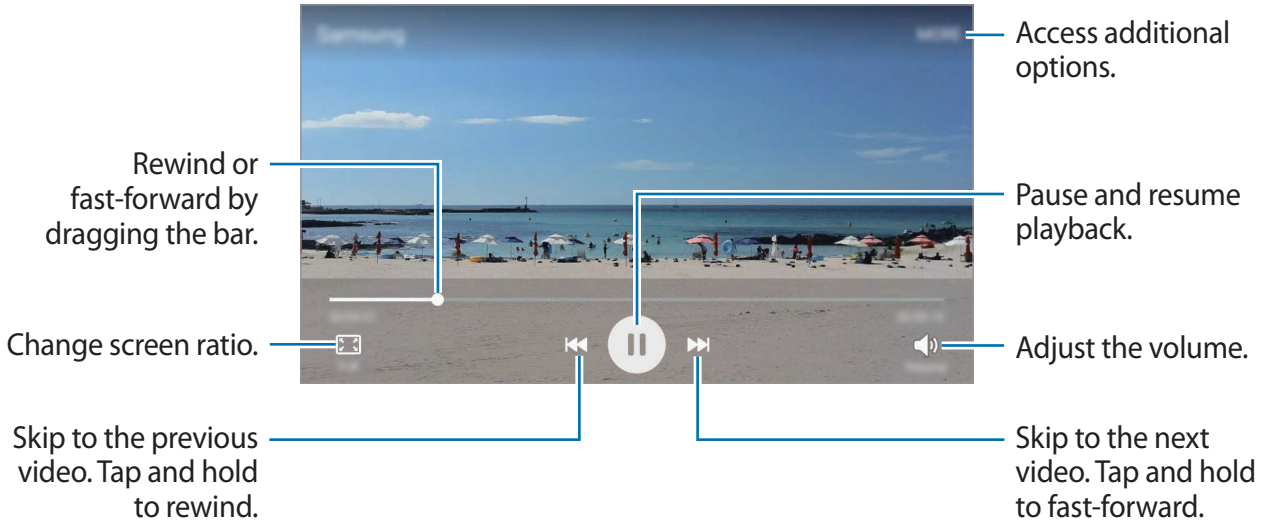 Samsung
MORE
Access additional
options.
Rewind or
fast-forward by
dragging the bar.
Pause and resume
playback.
Change screen ratio.
Adjust the volume.
Skip to the previous
video. Tap and hold
to rewind.
Skip to the next
video. Tap and hold
to fast-forward.